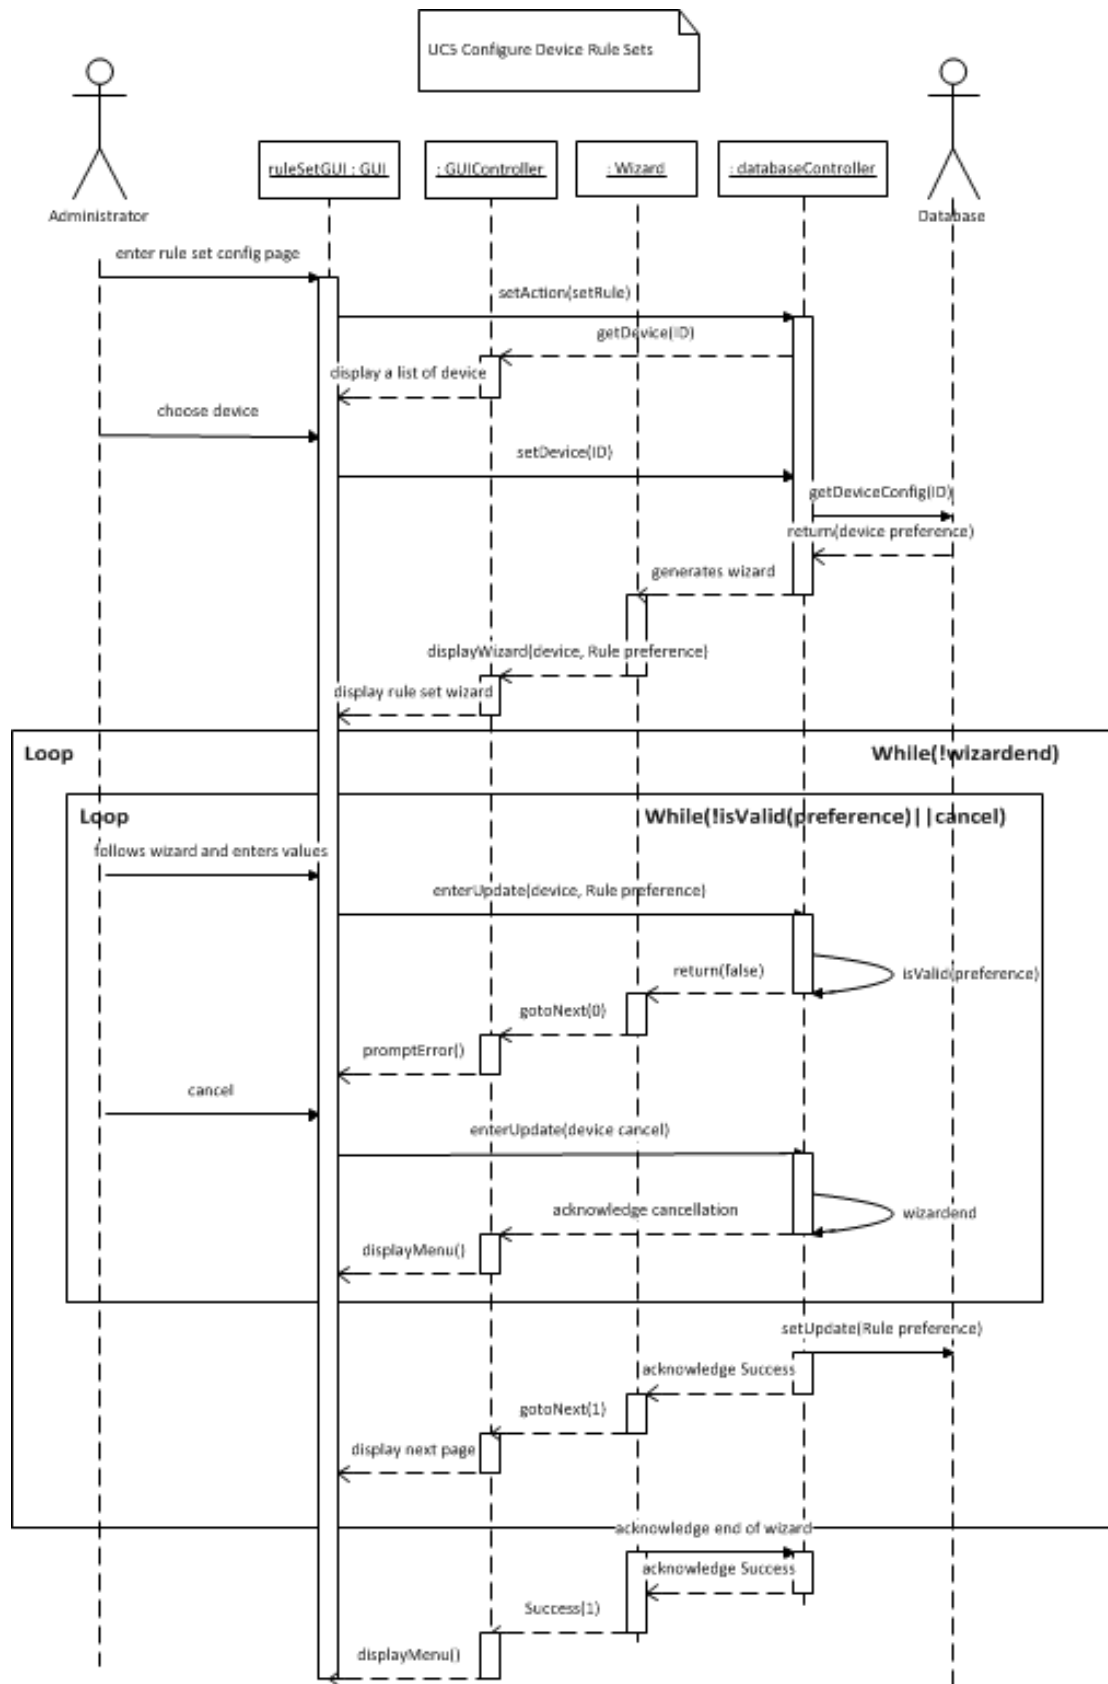 UC5 Configure Device Rule Sets
Administrator
ruleSetGUI : GUI
: GUIController
: Wizard
: databaseController
Database
enter rule set config page
setAction(setRule)
getDevice(ID)
display a list of device
choose device
setDevice(ID)
getDeviceConfig(ID)
return(device preference)
generates wizard
displayWizard(device, Rule preference)
display rule set wizard
Loop
While(!wizardend)
Loop
While(!isValid(preference)||cancel)
follows wizard and enters values
enterUpdate(device, Rule preference)
return(false)
isValid(preference)
gotoNext(0)
promptError()
cancel
enterUpdate(device cancel)
acknowledge cancellation
wizardend
displayMenu()
setUpdate(Rule preference)
acknowledge Success
gotoNext(1)
display next page
acknowledge end of wizard
acknowledge Success
Success(1)
displayMenu()